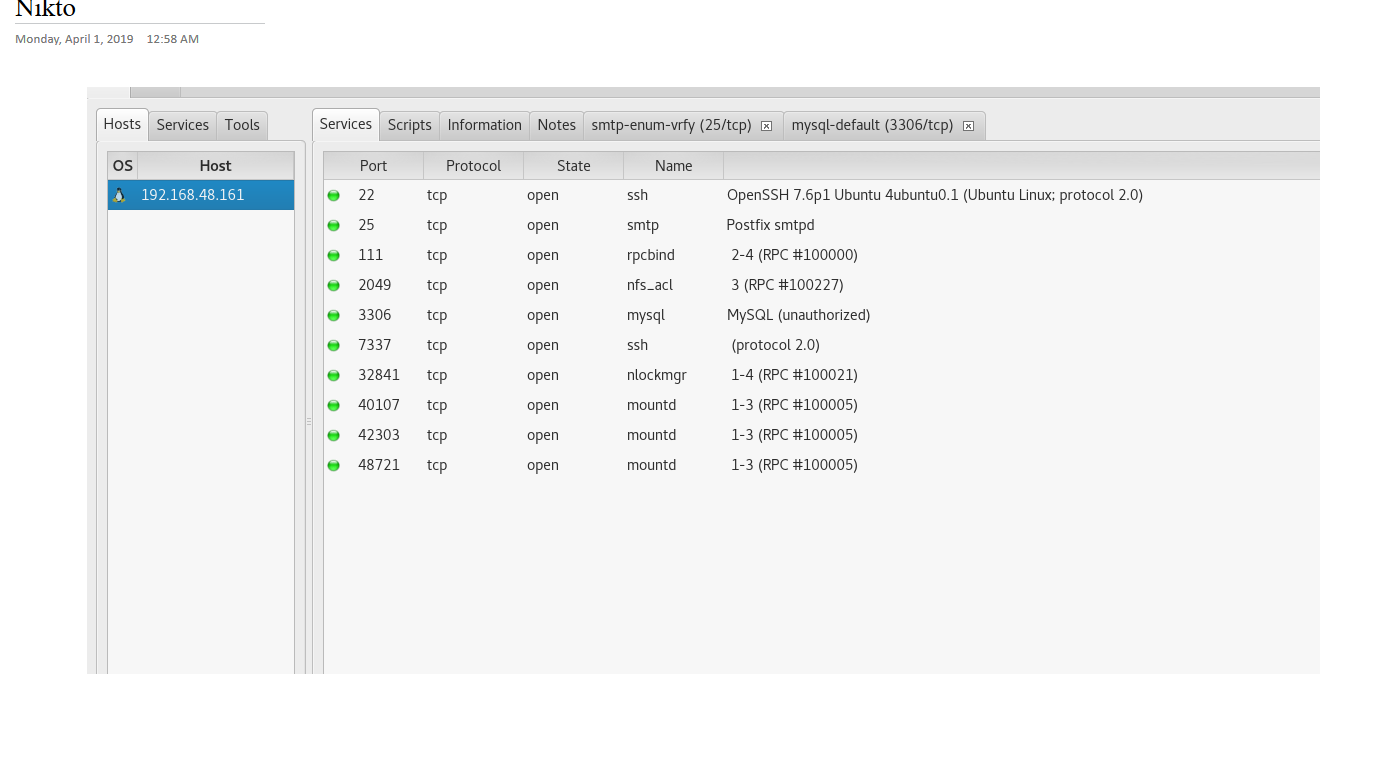 Nikto
Monday, April 1, 2019 12:58 AM
Hosts Services Tools
Services Scripts Information Notes smtp-enum-vrfy (25/tcp) mysql-default (3306/tcp)
OS Host
192.168.48.161
Port Protocol State Name
22 tcp open ssh OpenSSH 7.6p1 Ubuntu 4ubuntu0.1 (Ubuntu Linux; protocol 2.0)
25 tcp open smtp Postfix smtpd
111 tcp open rpcbind 2-4 (RPC #100000)
2049 tcp open nfs_acl 3 (RPC #100227)
3306 tcp open mysql MySQL (unauthorized)
7337 tcp open ssh (protocol 2.0)
32841 tcp open nlockmgr 1-4 (RPC #100021)
40107 tcp open mountd 1-3 (RPC #100005)
42303 tcp open mountd 1-3 (RPC #100005)
48721 tcp open mountd 1-3 (RPC #100005)